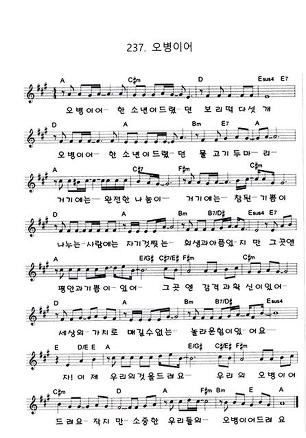 237. 오병이어
A C#m D Esus4 E7
오병이어- 한 소년이드렸 던 보리떡 다섯 개
A C#m Bm E7
오병이어- 한 소년이드렸 던 물 고기 두마리
F#m C#m D A
거기에는- 완전한 나눔이- 거기에는- 참된 기쁨이
Bm C#m Bm B7/D# Esus4 E7
나누는-사람에는 자기것찢는- 희생과아픔있지 만 그곳엔
A F#m
평안과기쁨이-있어- 그곳엔 감격과확신이있어
D A Bm
세상의 가치로 매길수없는- 놀라운힘이있 어요
E D/E E A
자! 이제 우리의것을드려요- 우리의 오병이어
D A
드려요 작지만 소중한 우리들의- 오병이어드려 요